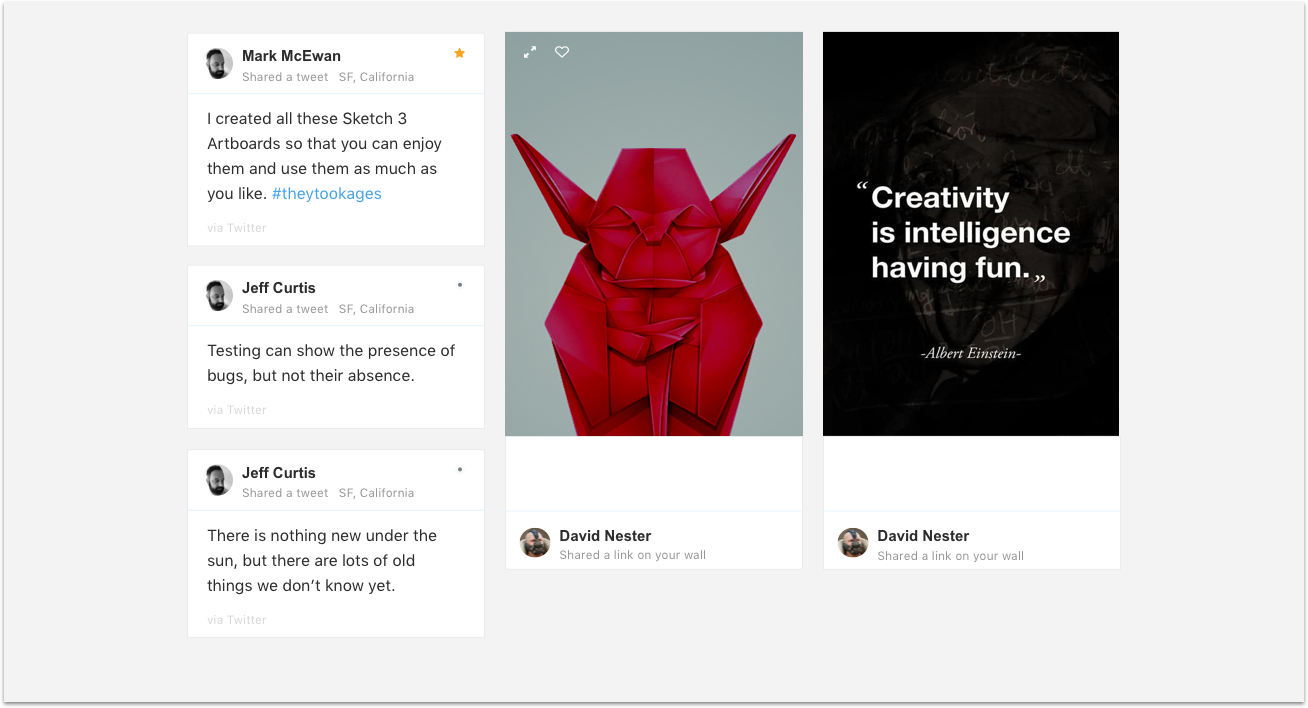 Mark McEwan
Shared a tweet SF, California
I created all these Sketch 3
Artboards so that you can enjoy
them and use them as much as
you like. #theytookages
via Twitter
Jeff Curtis
Shared a tweet SF, California
Testing can show the presence of
bugs, but not their absence.
via Twitter
Jeff Curtis
Shared a tweet SF, California
There is nothing new under the
sun, but there are lots of old
things we don’t know yet.
via Twitter
David Nester
Shared a link on your wall
“Creativity
is intelligence
having fun.„
-Albert Einstein-
David Nester
Shared a link on your wall